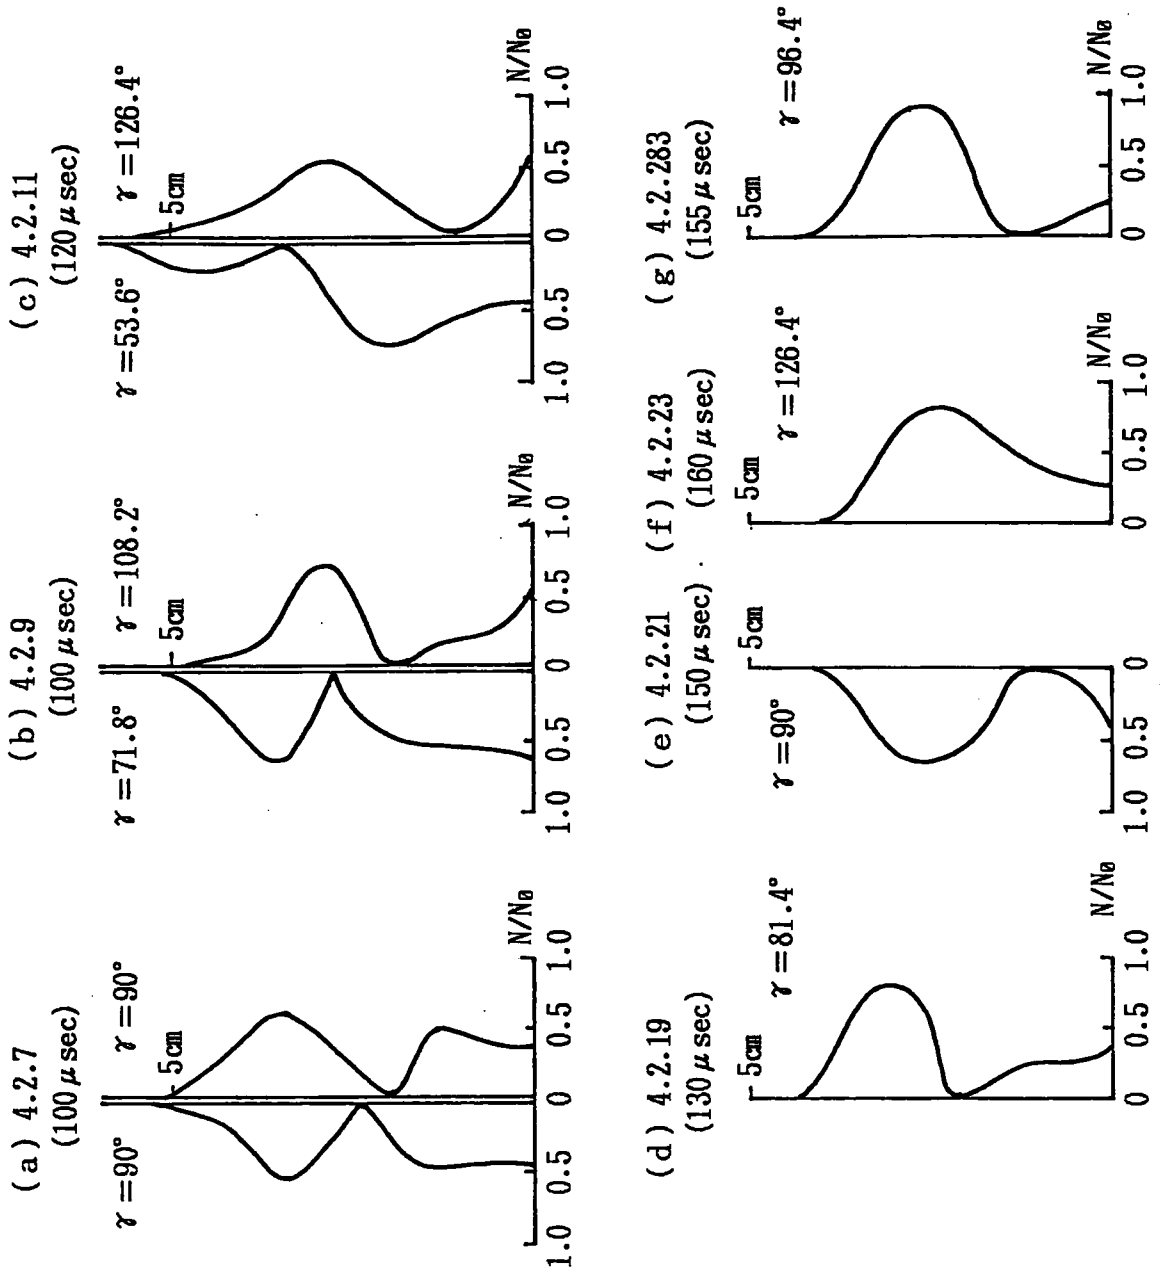 (a) 4.2.7
(100 μsec)
γ=90°
γ=90°
5cm
N/N₀
1.0 0.5 0 0.5 1.0
(b) 4.2.9
(100 μsec)
γ=71.8°
γ=108.2°
5cm
N/N₀
1.0 0.5 0 0.5 1.0
(c) 4.2.11
(120 μsec)
γ=53.6°
γ=126.4°
5cm
N/N₀
1.0 0.5 0 0.5 1.0
(d) 4.2.19
(130 μsec)
5cm
γ=81.4°
N/N₀
0 0.5 1.0
(e) 4.2.21
(150 μsec)
γ=90°
5cm
1.0 0.5 0
(f) 4.2.23
(160 μsec)
5cm
γ=126.4°
N/N₀
0 0.5 1.0
(g) 4.2.283
(155 μsec)
5cm
γ=96.4°
N/N₀
0 0.5 1.0